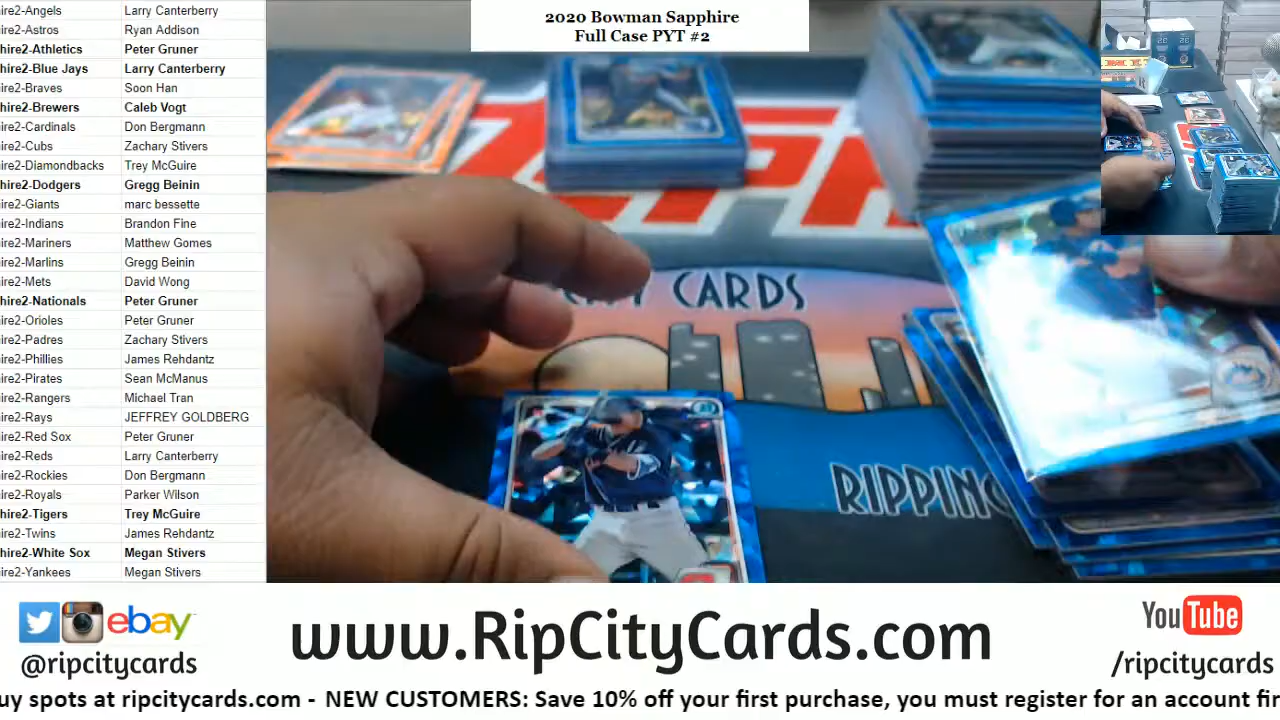 hire2-Angels Larry Canterberry
hire2-Astros Ryan Addison
hire2-Athletics Peter Gruner
hire2-Blue Jays Larry Canterberry
hire2-Braves Soon Han
hire2-Brewers Caleb Vogt
ire2-Cardinals Don Bergmann
ire2-Cubs Zachary Stivers
ire2-Diamondbacks Trey McGuire
hire2-Dodgers Gregg Beinin
ire2-Giants marc bessette
ire2-Indians Brandon Fine
ire2-Mariners Matthew Gomes
ire2-Marlins Gregg Beinin
ire2-Mets David Wong
hire2-Nationals Peter Gruner
ire2-Orioles Peter Gruner
ire2-Padres Zachary Stivers
ire2-Phillies James Rehdantz
ire2-Pirates Sean McManus
ire2-Rangers Michael Tran
ire2-Rays JEFFREY GOLDBERG
ire2-Red Sox Peter Gruner
ire2-Reds Larry Canterberry
ire2-Rockies Don Bergmann
ire2-Royals Parker Wilson
hire2-Tigers Trey McGuire
ire2-Twins James Rehdantz
hire2-White Sox Megan Stivers
ire2-Yankees Megan Stivers
2020 Bowman Sapphire
Full Case PYT #2
CITY CARDS
RIPPING
ebay
@ripcitycards
www.RipCityCards.com
YouTube
/ripcitycards
uy spots at ripcitycards.com - NEW CUSTOMERS: Save 10% off your first purchase, you must register for an account fir